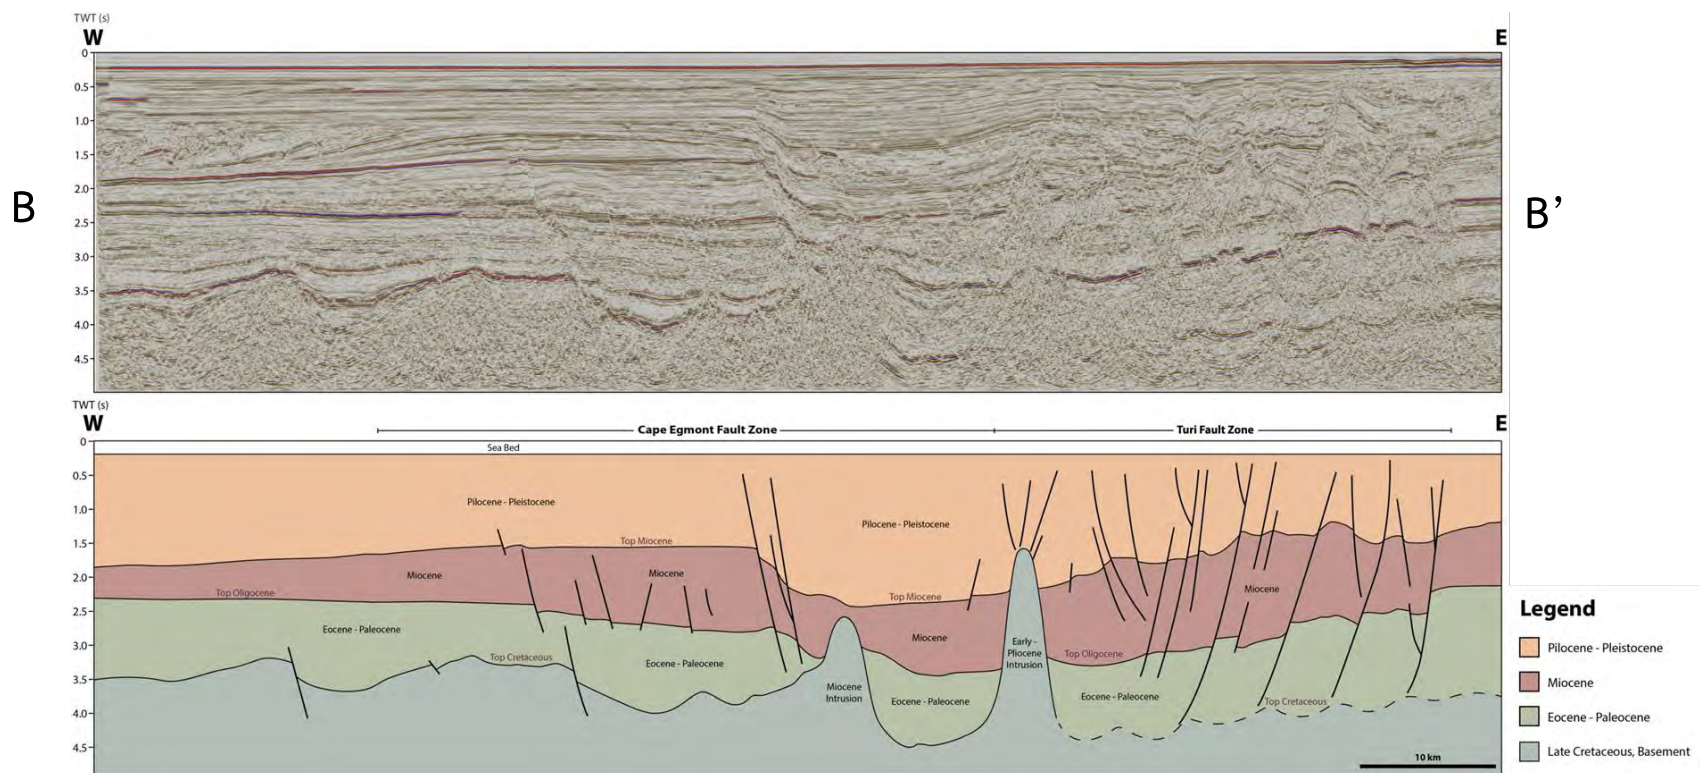 TWT (s)
W
E
0
0.5
1.0
1.5
2.0
2.5
3.0
3.5
4.0
4.5
B
B’
TWT (s)
W
E
Cape Egmont Fault Zone
Turi Fault Zone
0
0.5
1.0
1.5
2.0
2.5
3.0
3.5
4.0
4.5
Sea Bed
Pilocene - Pleistocene
Pilocene - Pleistocene
Top Miocene
Miocene
Miocene
Top Oligocene
Top Miocene
Miocene
Eocene - Paleocene
Miocene
Early -
Pliocene
Intrusion
Top Cretaceous
Eocene - Paleocene
Top Oligocene
Miocene
Intrusion
Eocene - Paleocene
Eocene - Paleocene
Top Cretaceous
10 km
Legend
Pilocene - Pleistocene
Miocene
Eocene - Paleocene
Late Cretaceous, Basement